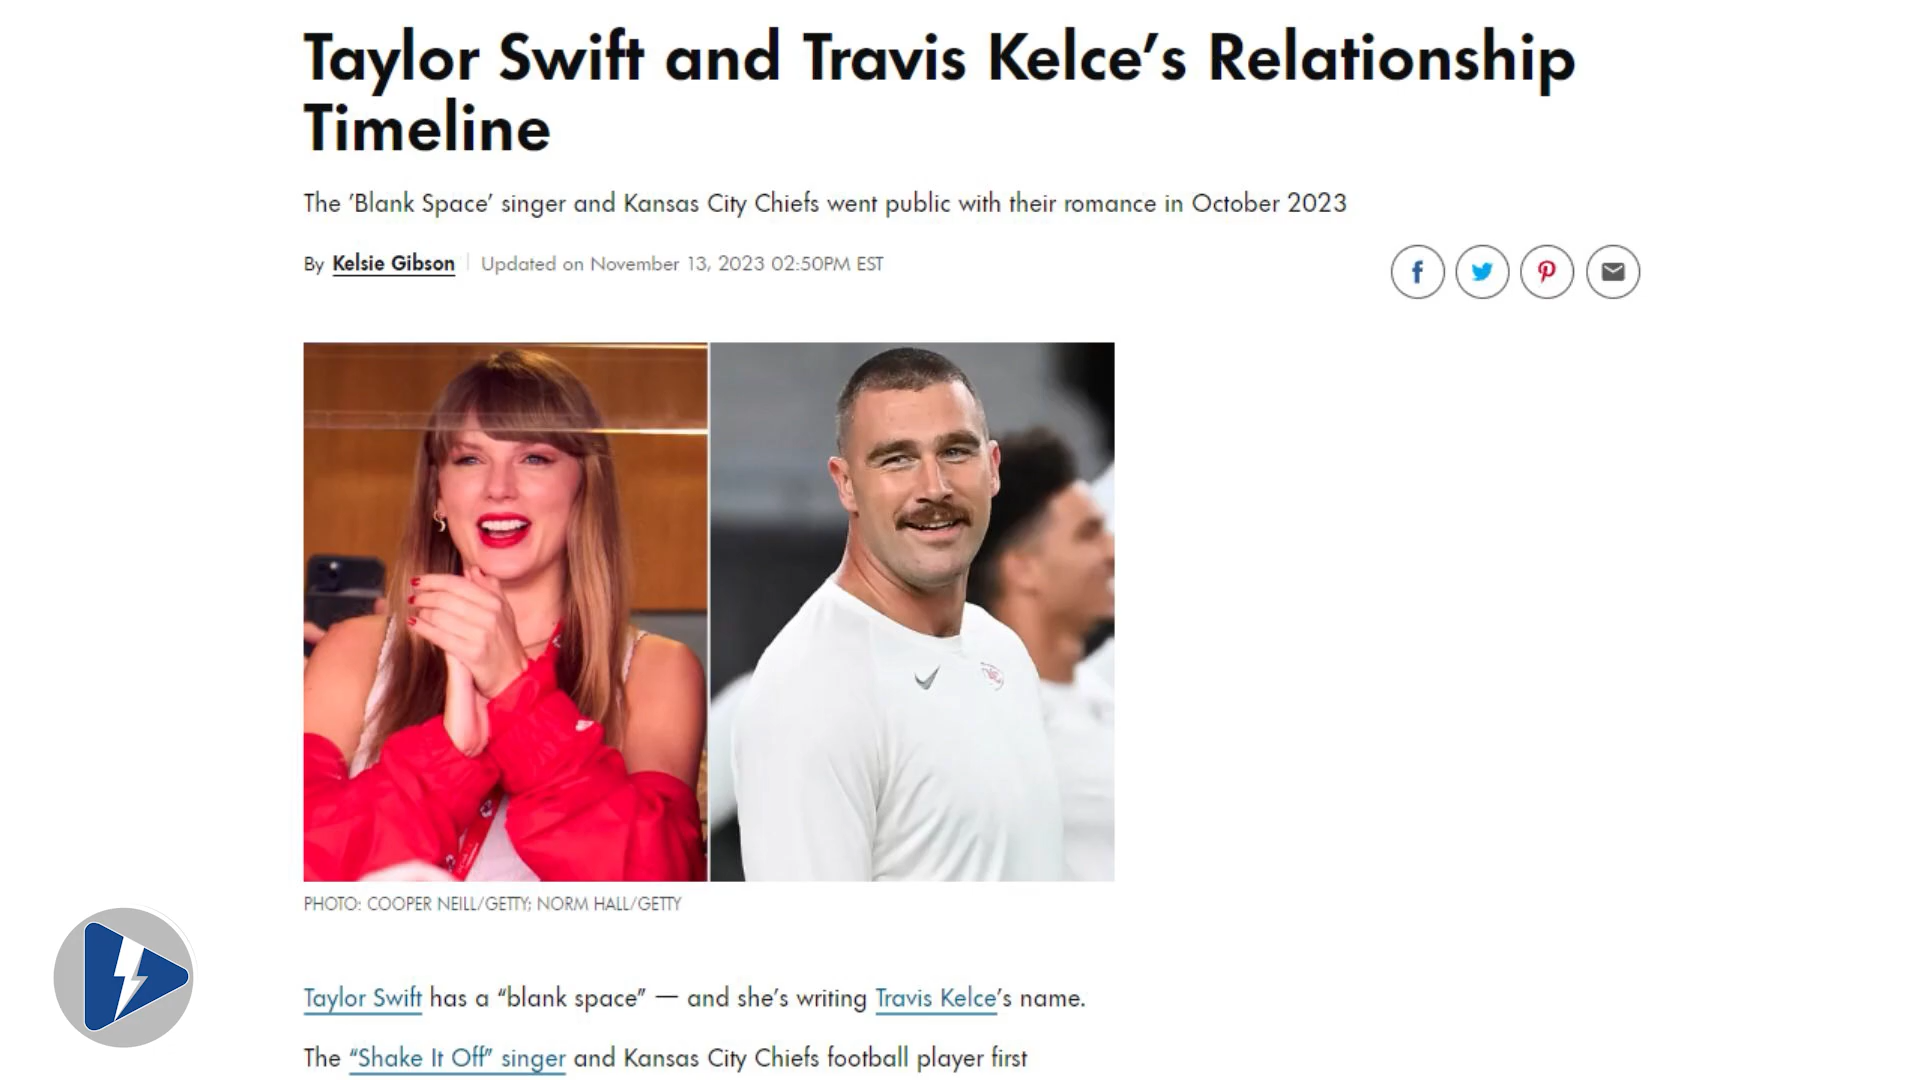 Taylor Swift and Travis Kelce’s Relationship
Timeline
The ‘Blank Space’ singer and Kansas City Chiefs went public with their romance in October 2023
By Kelsie Gibson Updated on November 13, 2023 02:50PM EST
PHOTO: COOPER NEILL/GETTY; NORM HALL/GETTY
Taylor Swift has a “blank space” — and she’s writing Travis Kelce’s name.
The “Shake It Off” singer and Kansas City Chiefs football player first